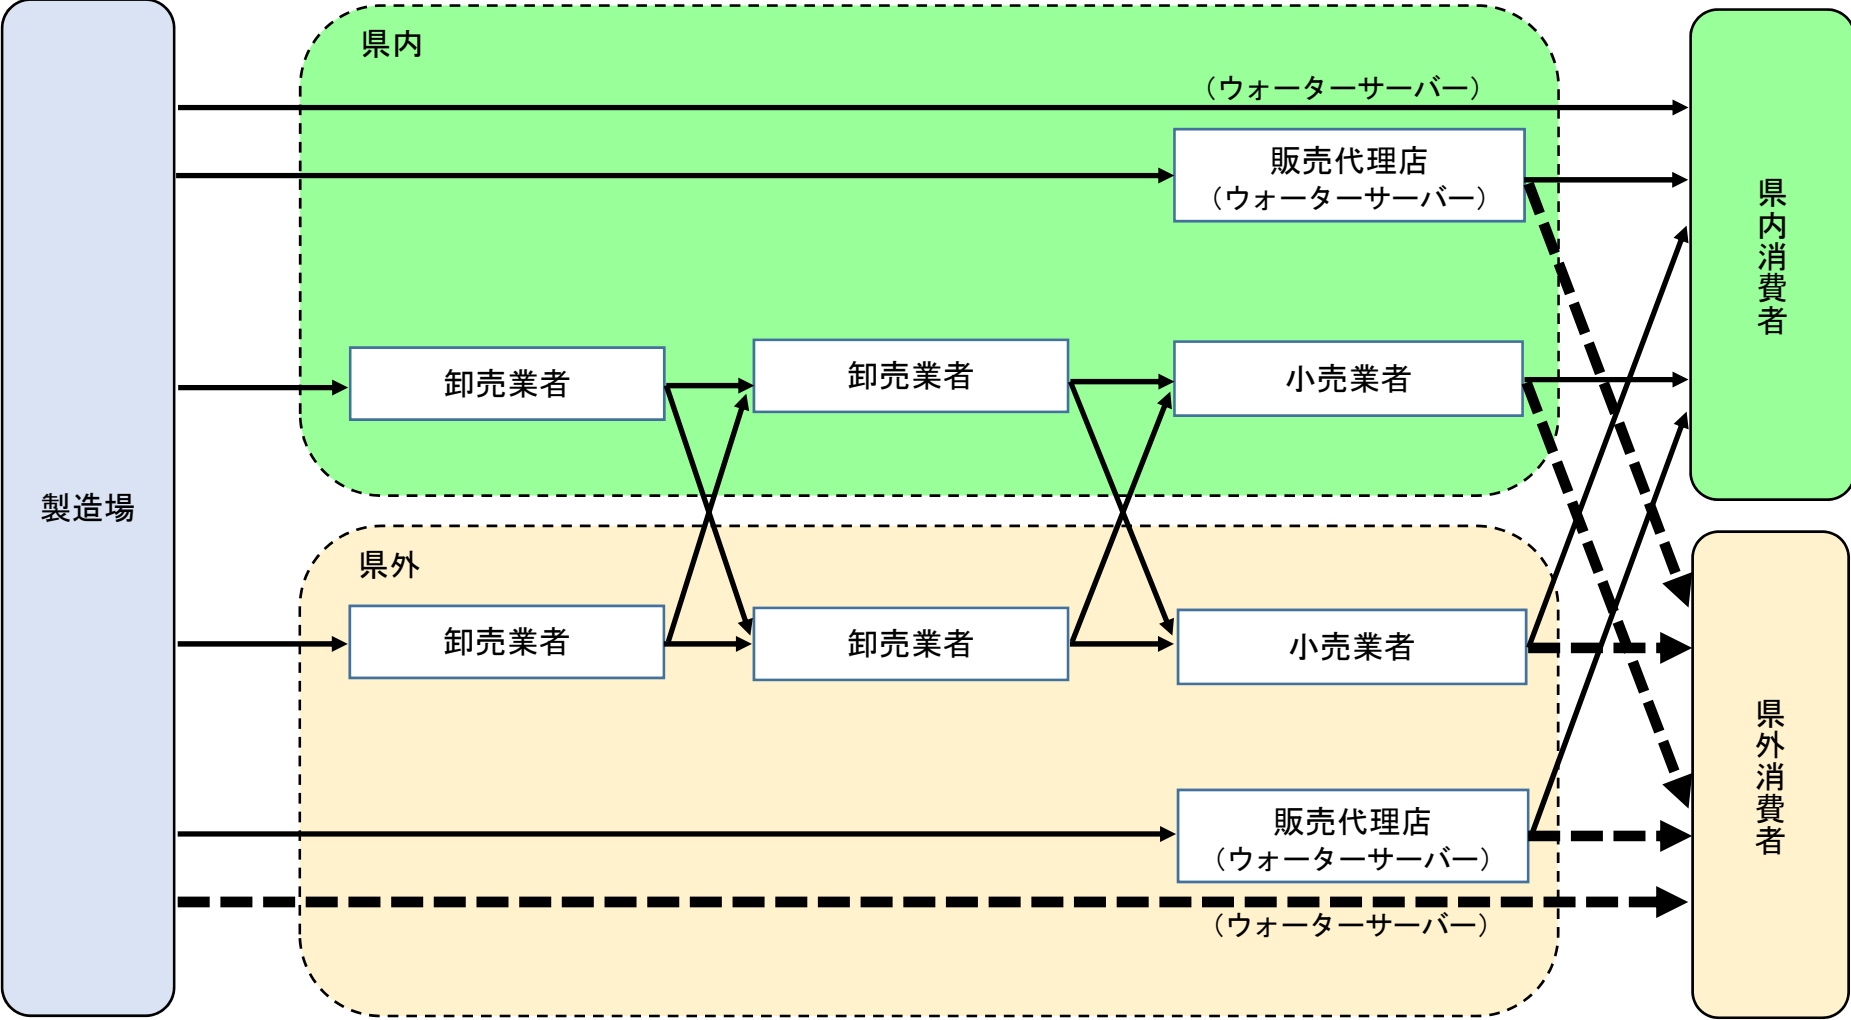 製造場
県内
（ウォーターサーバー）
販売代理店
（ウォーターサーバー）
卸売業者
卸売業者
小売業者
県内消費者
県外
卸売業者
卸売業者
小売業者
販売代理店
（ウォーターサーバー）
（ウォーターサーバー）
県外消費者